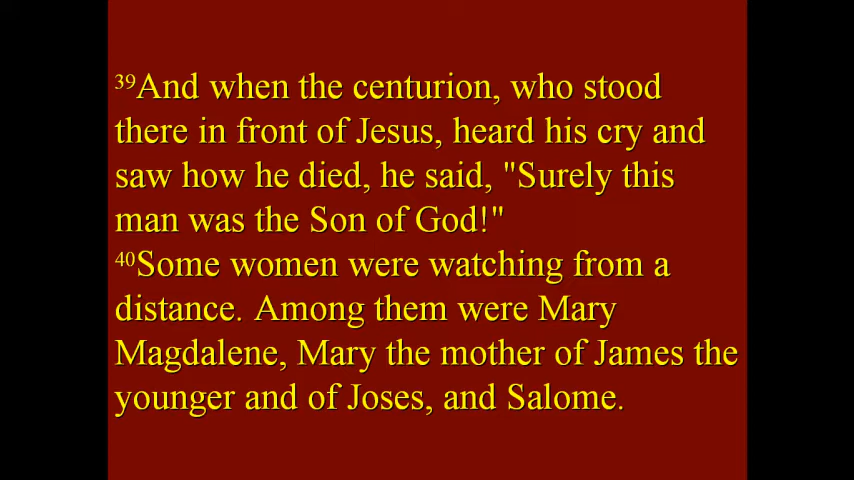 39And when the centurion, who stood
there in front of Jesus, heard his cry and
saw how he died, he said, "Surely this
man was the Son of God!"
40Some women were watching from a
distance. Among them were Mary
Magdalene, Mary the mother of James the
younger and of Joses, and Salome.